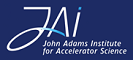 JAi
John Adams Institute
for Accelerator Science